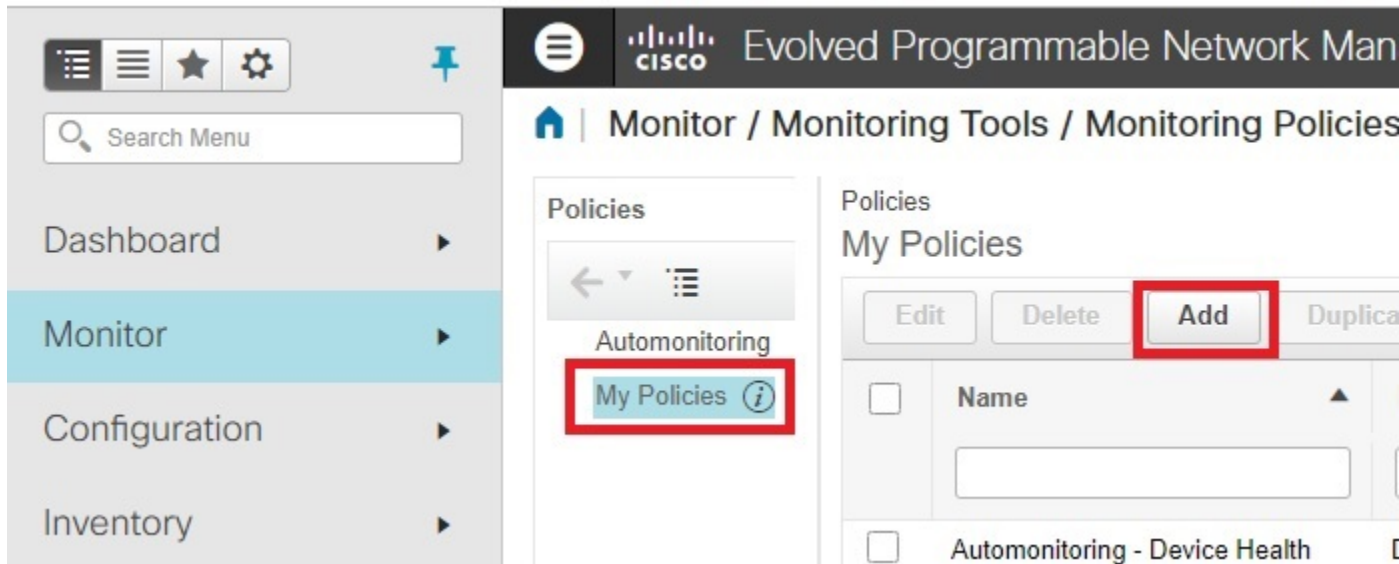 Search Menu
Dashboard
Monitor
Configuration
Inventory
cisco Evolved Programmable Network Man
Monitor / Monitoring Tools / Monitoring Policies
Policies
Automonitoring
My Policies
Policies
My Policies
Edit Delete Add Duplica
Name
Automonitoring - Device Health